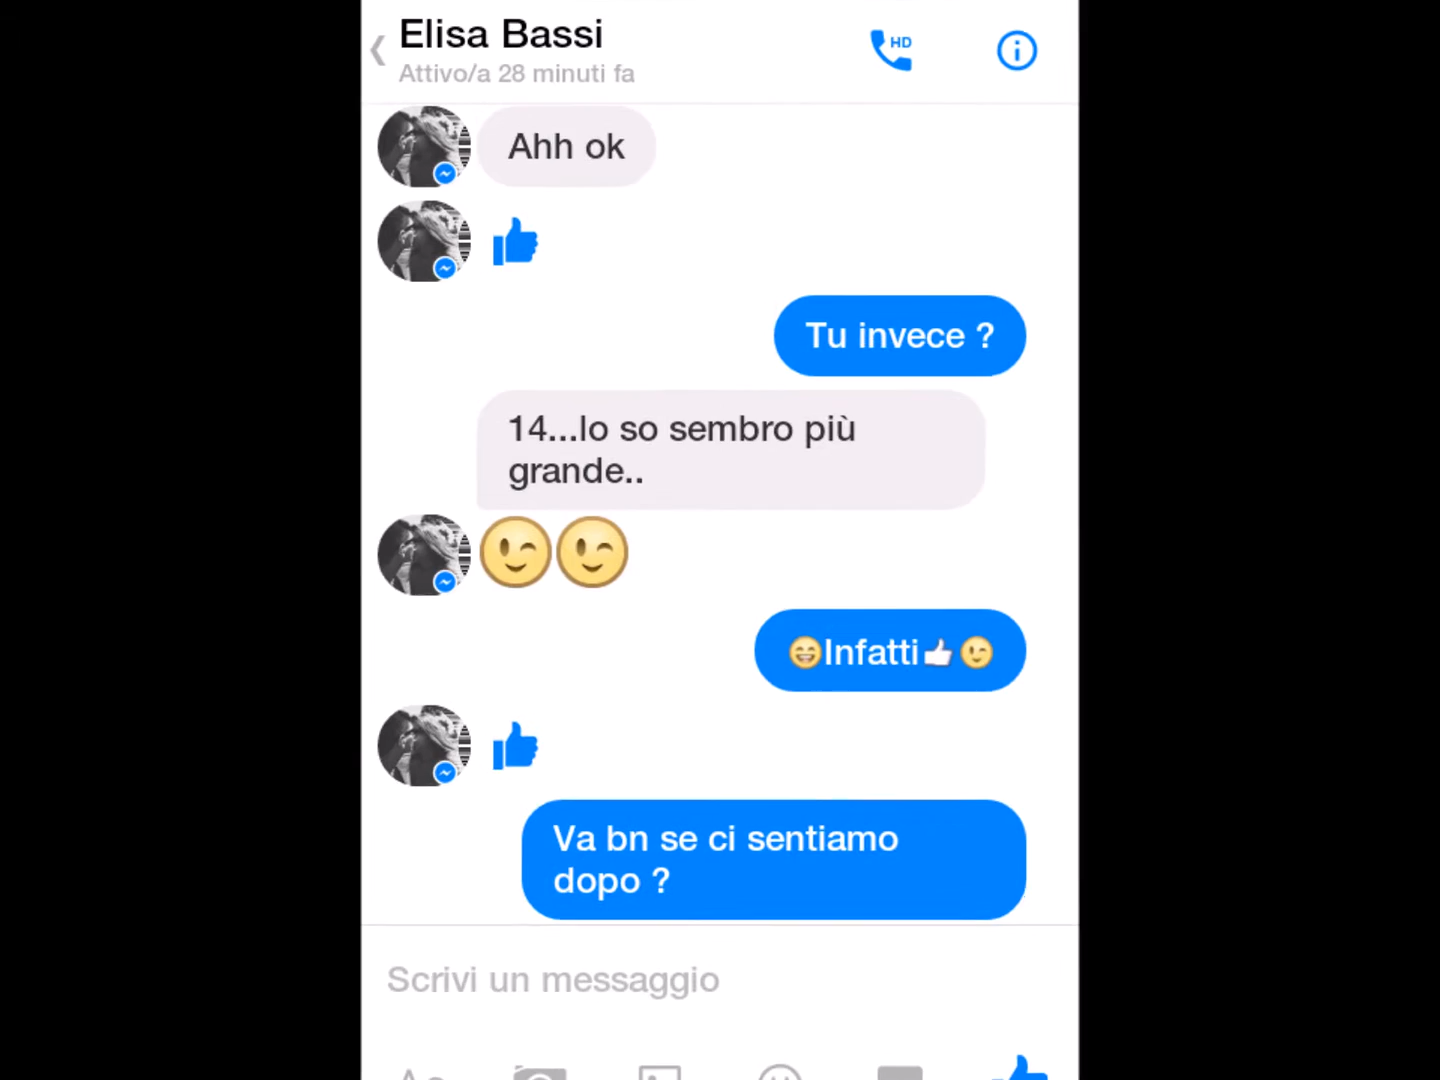 Elisa Bassi
HD
Attivo/a 28 minuti fa
Ahh ok
Tu invece ?
14...lo so sembro più
grande..
😉😉
😄Infatti👍😉
Va bn se ci sentiamo
dopo ?
Scrivi un messaggio
Aa